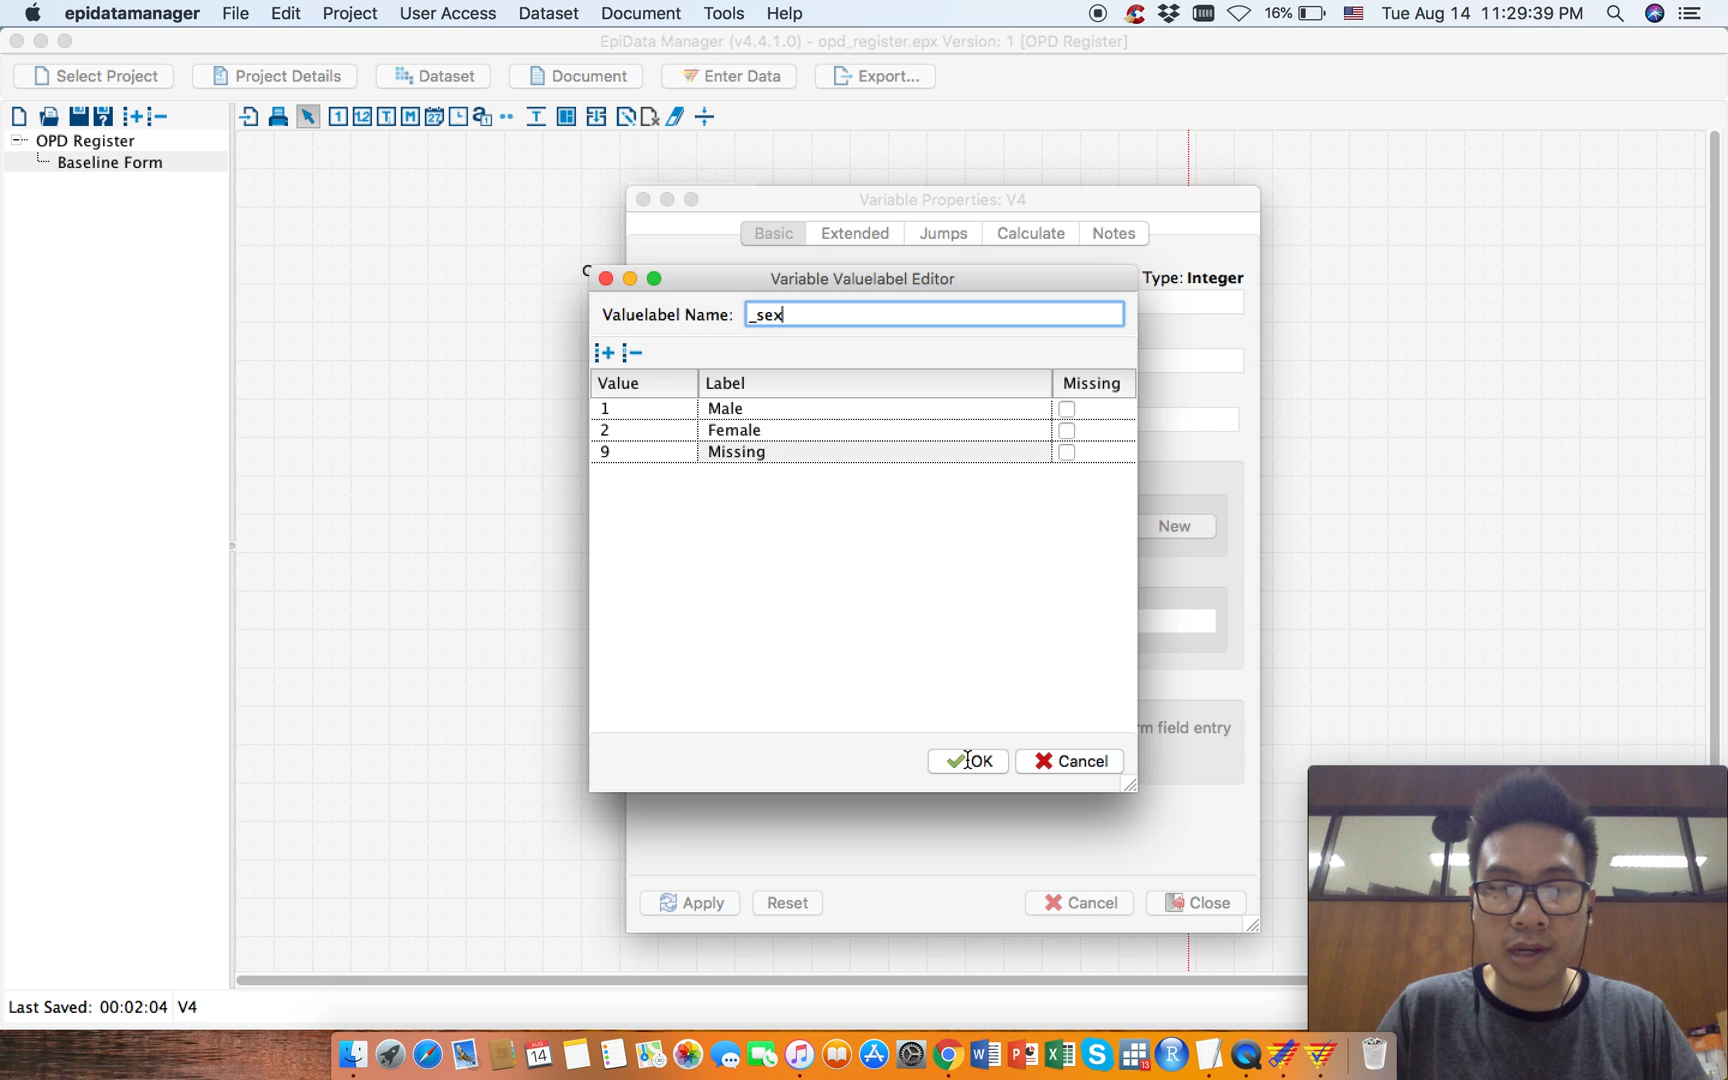 epidatamanager File Edit Project User Access Dataset Document Tools Help 16% Tue Aug 14 11:29:39 PM
EpiData Manager (v4.4.1.0) - opd_register.epx Version: 1 [OPD Register]
Select Project Project Details Dataset Document Enter Data Export...
OPD Register
Baseline Form
Variable Properties: V4
Basic Extended Jumps Calculate Notes
Type: Integer
Variable Valuelabel Editor
Valuelabel Name: _sex
Value Label Missing
1 Male
2 Female
9 Missing
New
rm field entry
OK Cancel
Apply Reset Cancel Close
Last Saved: 00:02:04 V4